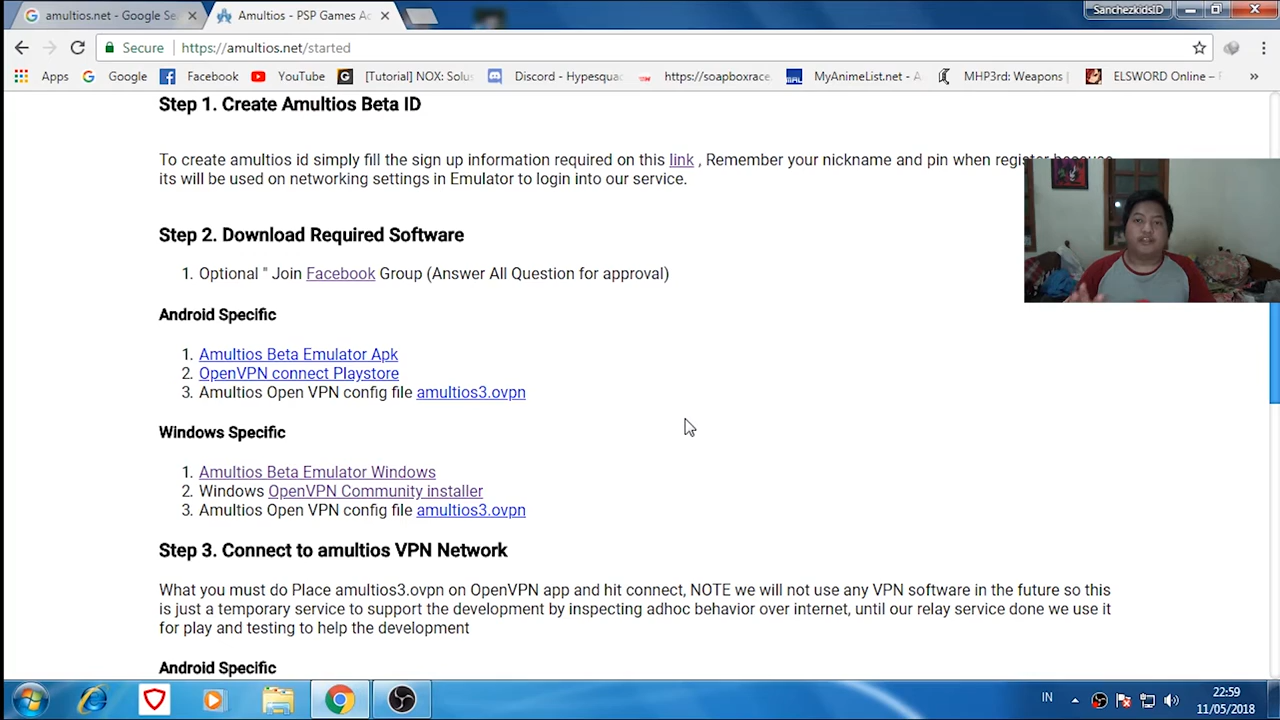 amultios.net - Google Se
Amultios - PSP Games Ad
SanchezkidsID
Secure
https://amultios.net/started
Apps
Google
Facebook
YouTube
[Tutorial] NOX: Solus
Discord - Hypesqua
https://soapboxrace.
MyAnimeList.net - A
MHP3rd: Weapons
ELSWORD Online –
»
Step 1. Create Amultios Beta ID
To create amultios id simply fill the sign up information required on this link , Remember your nickname and pin when register because
its will be used on networking settings in Emulator to login into our service.
Step 2. Download Required Software
1. Optional " Join Facebook Group (Answer All Question for approval)
Android Specific
1. Amultios Beta Emulator Apk
2. OpenVPN connect Playstore
3. Amultios Open VPN config file amultios3.ovpn
Windows Specific
1. Amultios Beta Emulator Windows
2. Windows OpenVPN Community installer
3. Amultios Open VPN config file amultios3.ovpn
Step 3. Connect to amultios VPN Network
What you must do Place amultios3.ovpn on OpenVPN app and hit connect, NOTE we will not use any VPN software in the future so this
is just a temporary service to support the development by inspecting adhoc behavior over internet, until our relay service done we use it
for play and testing to help the development
Android Specific
IN
22:59
11/05/2018